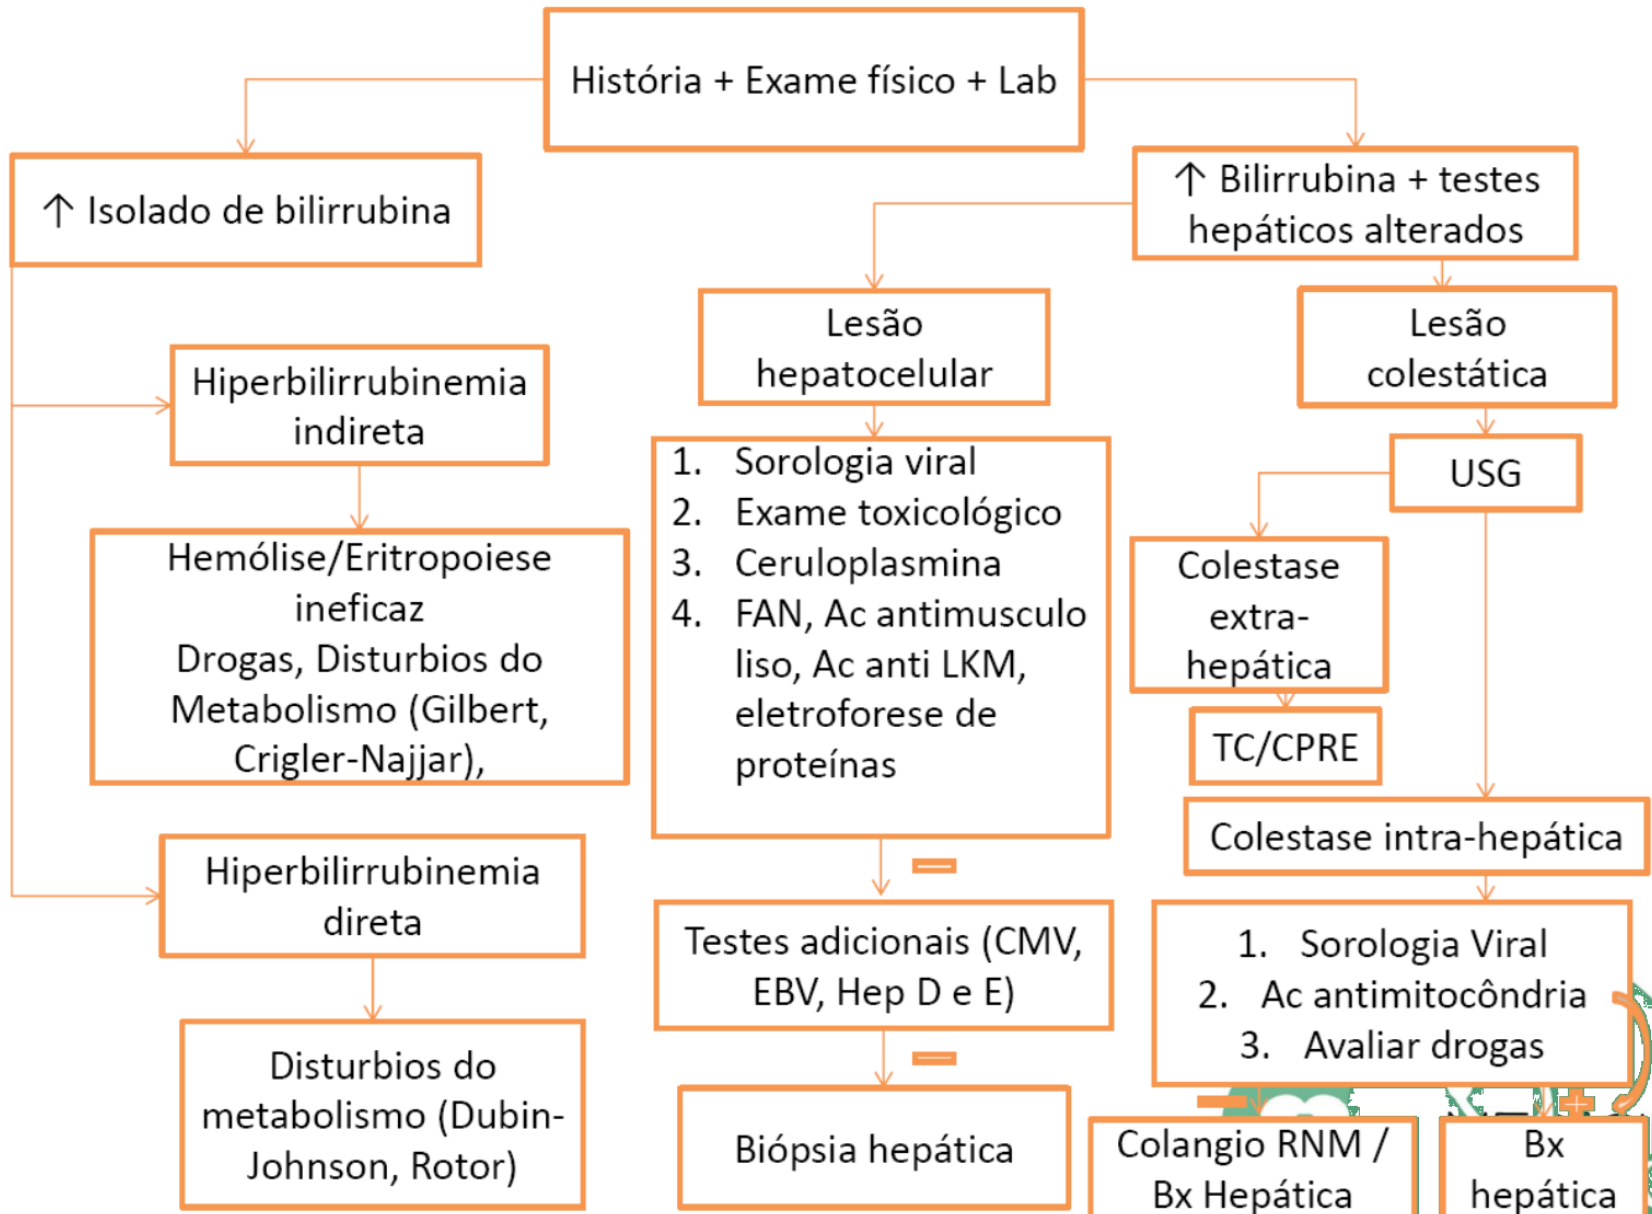 História + Exame físico + Lab
↑ Isolado de bilirrubina
↑ Bilirrubina + testes
hepáticos alterados
Hiperbilirrubinemia
indireta
Hemólise/Eritropoiese
ineficaz
Drogas, Disturbios do
Metabolismo (Gilbert,
Crigler-Najjar),
Hiperbilirrubinemia
direta
Disturbios do
metabolismo (Dubin-
Johnson, Rotor)
Lesão
hepatocelular
1. Sorologia viral
2. Exame toxicológico
3. Ceruloplasmina
4. FAN, Ac antimusculo
liso, Ac anti LKM,
eletroforese de
proteínas
Testes adicionais (CMV,
EBV, Hep D e E)
Biópsia hepática
Lesão
colestática
USG
Colestase
extra-
hepática
TC/CPRE
Colestase intra-hepática
1. Sorologia Viral
2. Ac antimitocôndria
3. Avaliar drogas
Colangio RNM /
Bx Hepática
Bx
hepática